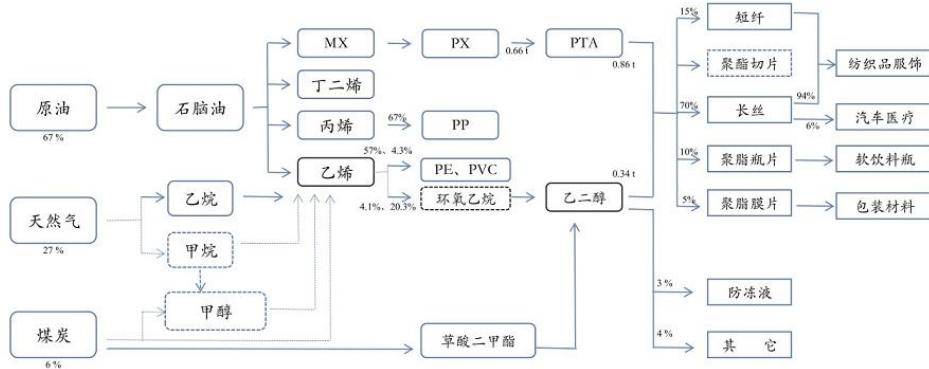 MX
PX
0.66 t
PTA
0.86 t
15%
短纤
聚酯切片
纺织品服饰
丁二烯
原油
67 %
石脑油
70%
长丝
94%
6%
汽车医疗
丙烯
67%
PP
57%、4.3%
乙烯
PE、PVC
10%
聚脂瓶片
软饮料瓶
4.1%、20.3%
环氧乙烷
乙二醇
0.34 t
5%
聚脂膜片
包装材料
乙烷
天然气
27 %
甲烷
甲醇
3 %
防冻液
煤炭
6 %
草酸二甲酯
4 %
其 它